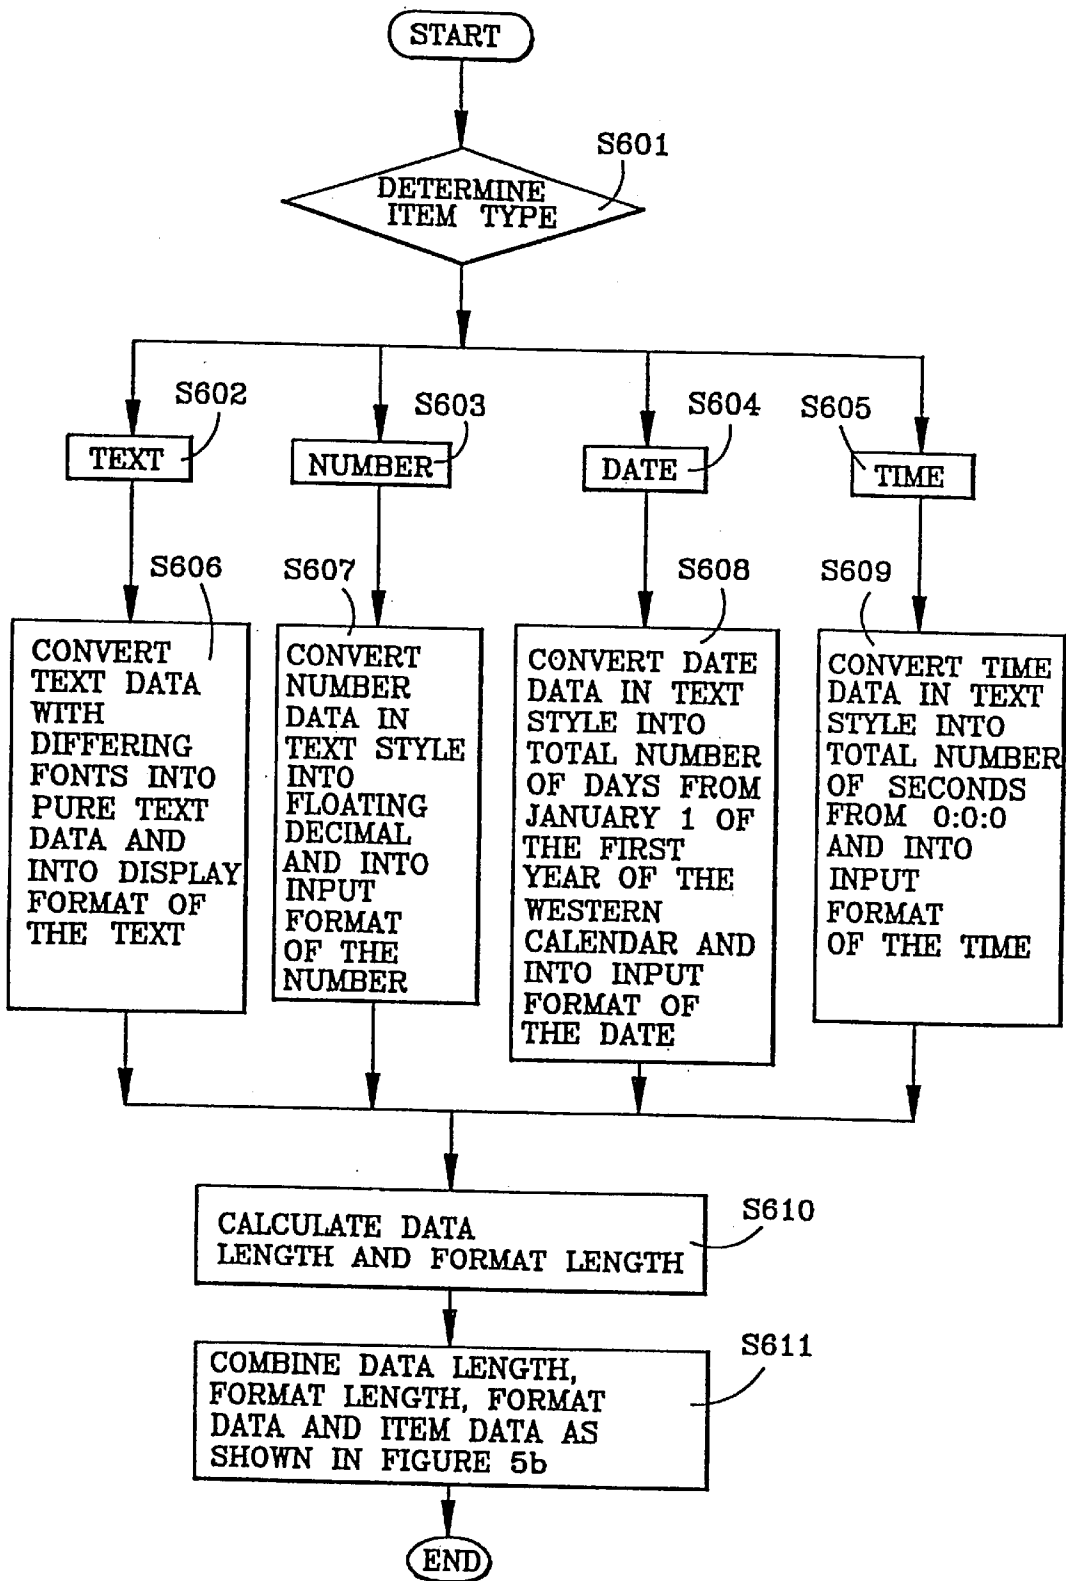 START
S601
DETERMINE
ITEM TYPE
S602
S603
S604
S605
TEXT
NUMBER
DATE
TIME
S606
S607
S608
S609
CONVERT
TEXT DATA
WITH
DIFFERING
FONTS INTO
PURE TEXT
DATA AND
INTO DISPLAY
FORMAT OF
THE TEXT
CONVERT
NUMBER
DATA IN
TEXT STYLE
INTO
FLOATING
DECIMAL
AND INTO
INPUT
FORMAT
OF THE
NUMBER
CONVERT DATE
DATA IN TEXT
STYLE INTO
TOTAL NUMBER
OF DAYS FROM
JANUARY 1 OF
THE FIRST
YEAR OF THE
WESTERN
CALENDAR AND
INTO INPUT
FORMAT OF
THE DATE
CONVERT TIME
DATA IN TEXT
STYLE INTO
TOTAL NUMBER
OF SECONDS
FROM 0:0:0
AND INTO
INPUT
FORMAT
OF THE TIME
S610
CALCULATE DATA
LENGTH AND FORMAT LENGTH
S611
COMBINE DATA LENGTH,
FORMAT LENGTH, FORMAT
DATA AND ITEM DATA AS
SHOWN IN FIGURE 5b
END